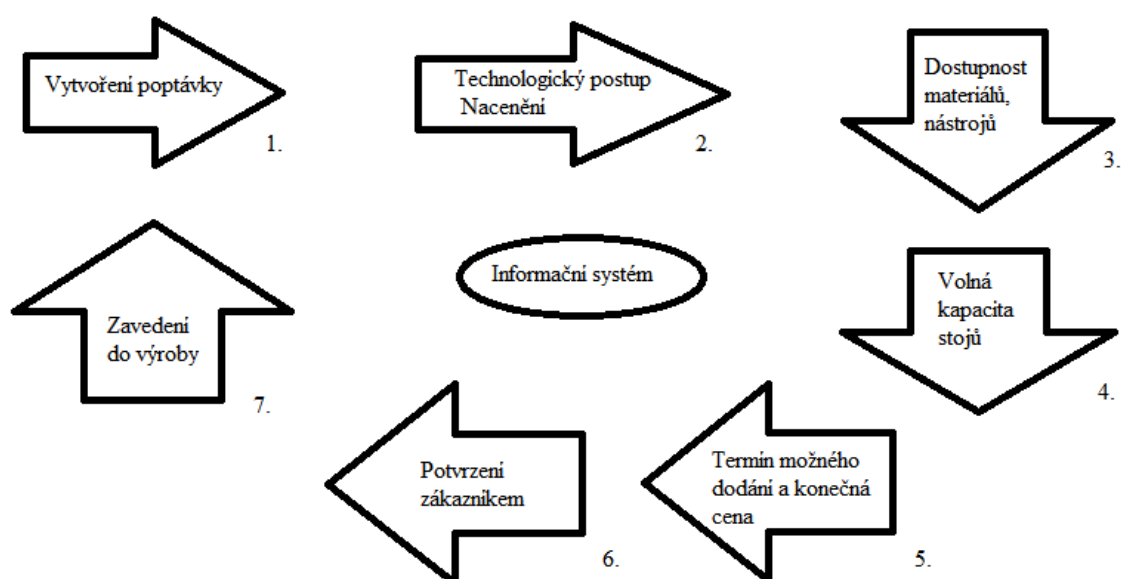 Vytvoření poptávky
1.
Technologický postup
Nacenění
2.
Dostupnost
materiálů,
nástrojů
3.
Informační systém
Volná
kapacita
stojů
4.
Termín možného
dodání a konečná
cena
5.
Potvrzení
zákazníkem
6.
Zavedení
do výroby
7.